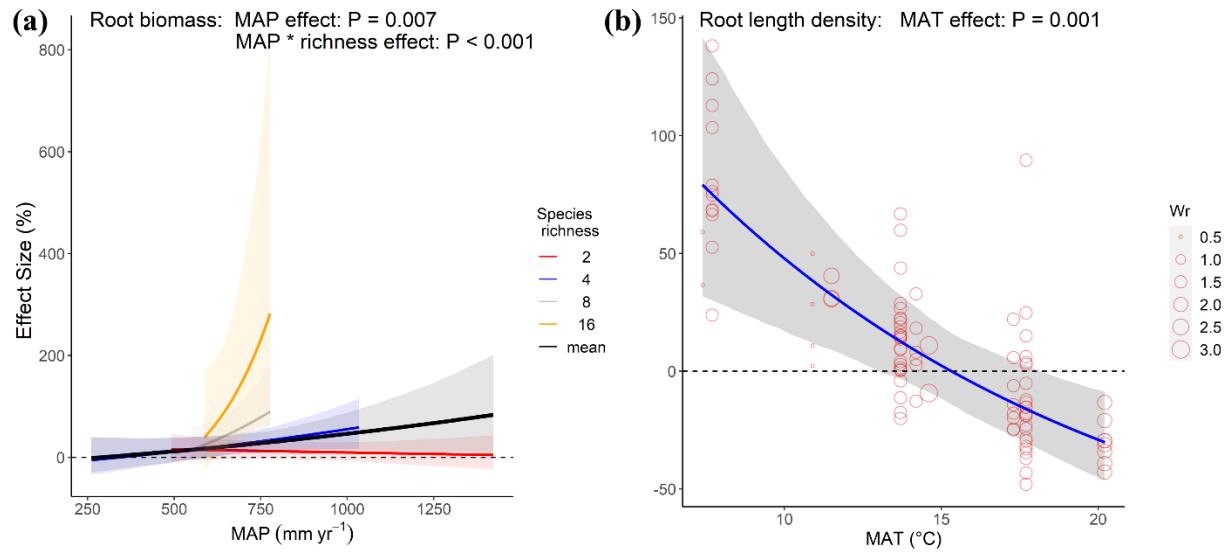 (a) Root biomass: MAP effect: P = 0.007
MAP * richness effect: P < 0.001
800
600
400
200
0
Effect Size (%)
250 500 750 1000 1250
MAP (mm yr⁻¹)
Species
richness
2
4
8
16
mean
(b) Root length density: MAT effect: P = 0.001
150
100
50
0
-50
10 15 20
MAT (°C)
Wr
0.5
1.0
1.5
2.0
2.5
3.0